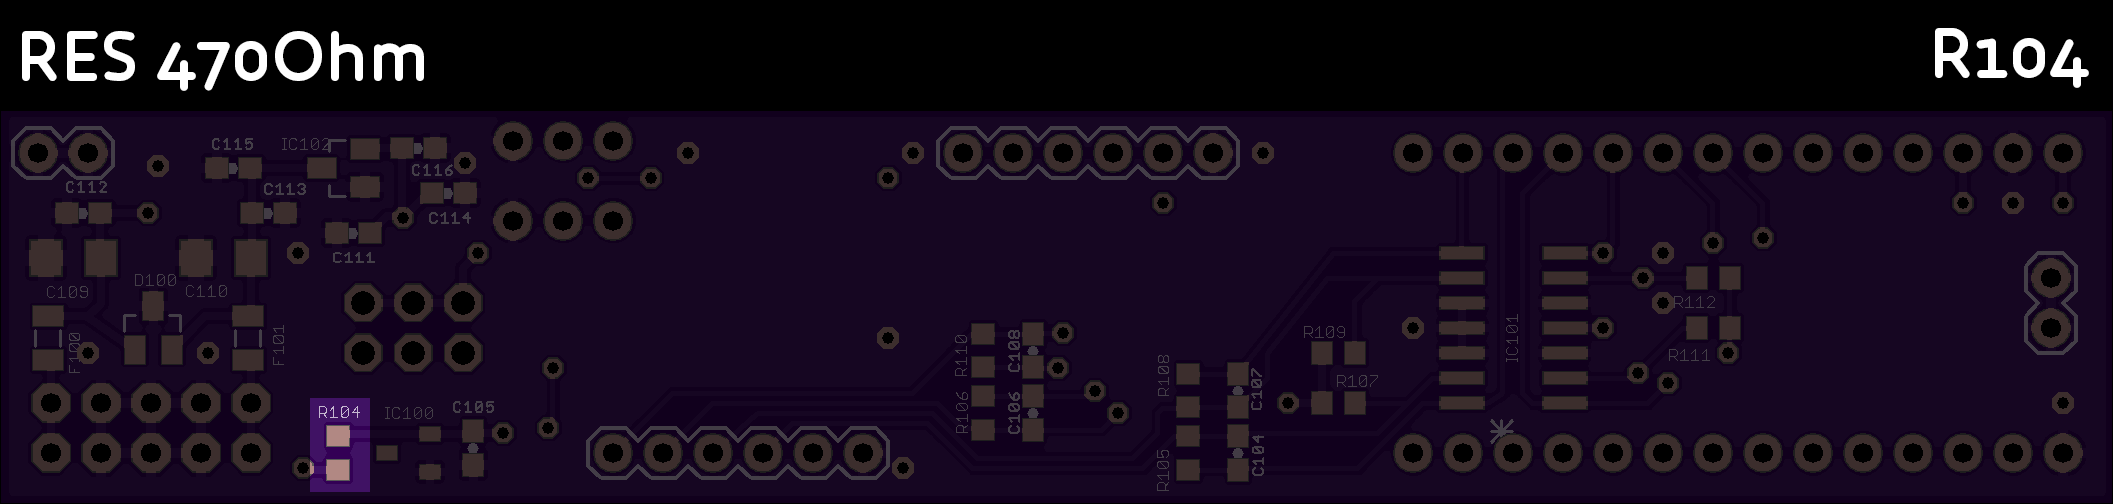 RES 470Ohm R104
C115 IC102
C116
C112 C113
C114
C111
D100
C109 C110
R112
F100 F101 R110 C108 R109 IC101
R111
R108 C107 R107
R104 IC100 C105 R106 C106
R105 C104